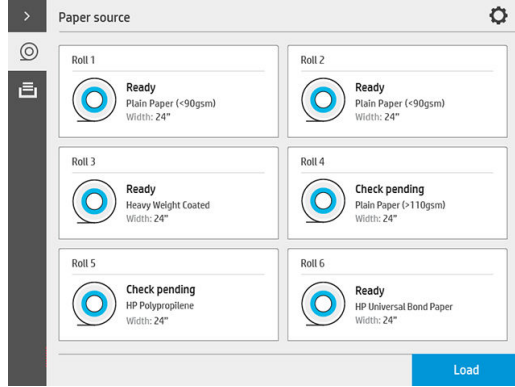 Paper source
Roll 1
Ready
Plain Paper (<90gsm)
Width: 24"
Roll 2
Ready
Plain Paper (<90gsm)
Width: 24"
Roll 3
Ready
Heavy Weight Coated
Width: 24"
Roll 4
Check pending
Plain Paper (>110gsm)
Width: 24"
Roll 5
Check pending
HP Polypropilene
Width: 24"
Roll 6
Ready
HP Universal Bond Paper
Width: 24"
Load